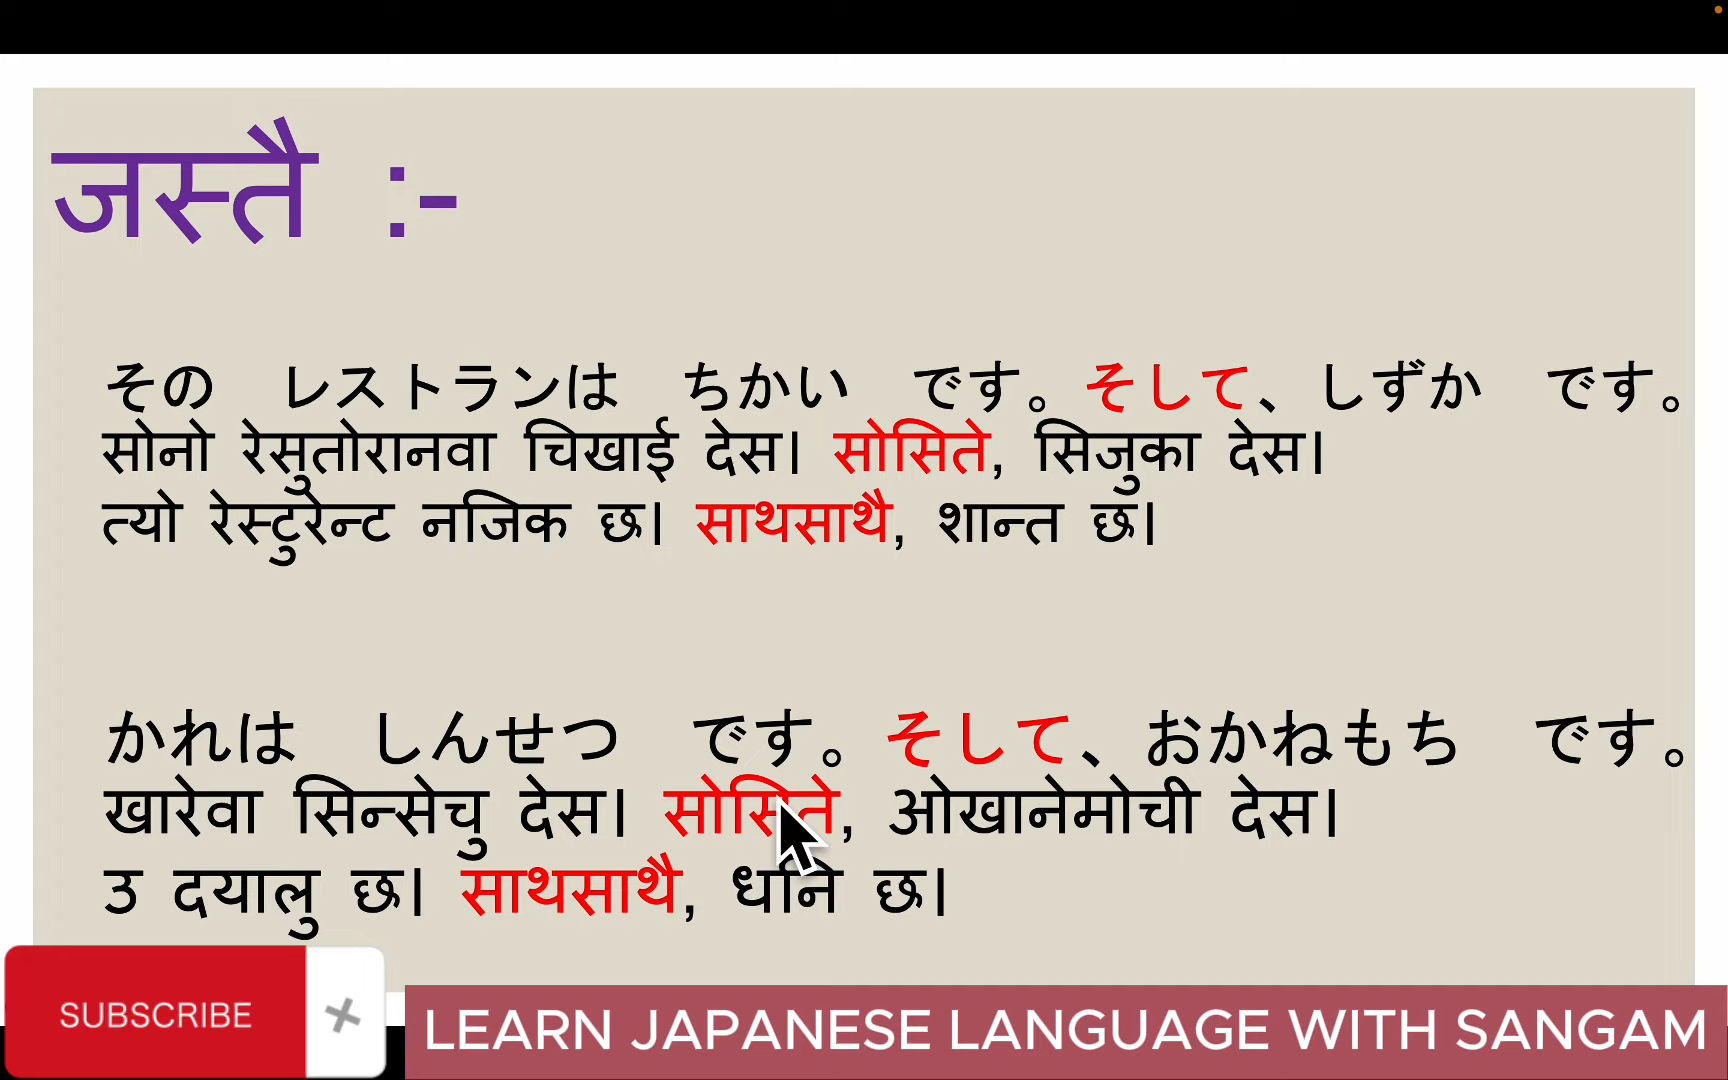 जस्तै :-
その　レストランは　ちかい　です。そして、しずか　です。
सोनो रेसुतोरानवा चिखाई देस। सोसिते, सिजुका देस।
त्यो रेस्टुरेन्ट नजिक छ। साथसाथै, शान्त छ।
かれは　しんせつ　です。そして、おかねもち　です。
खारेवा सिन्सेचु देस। सोसिते, ओखानेमोची देस।
उ दयालु छ। साथसाथै, धनि छ।
SUBSCRIBE
LEARN JAPANESE LANGUAGE WITH SANGAM